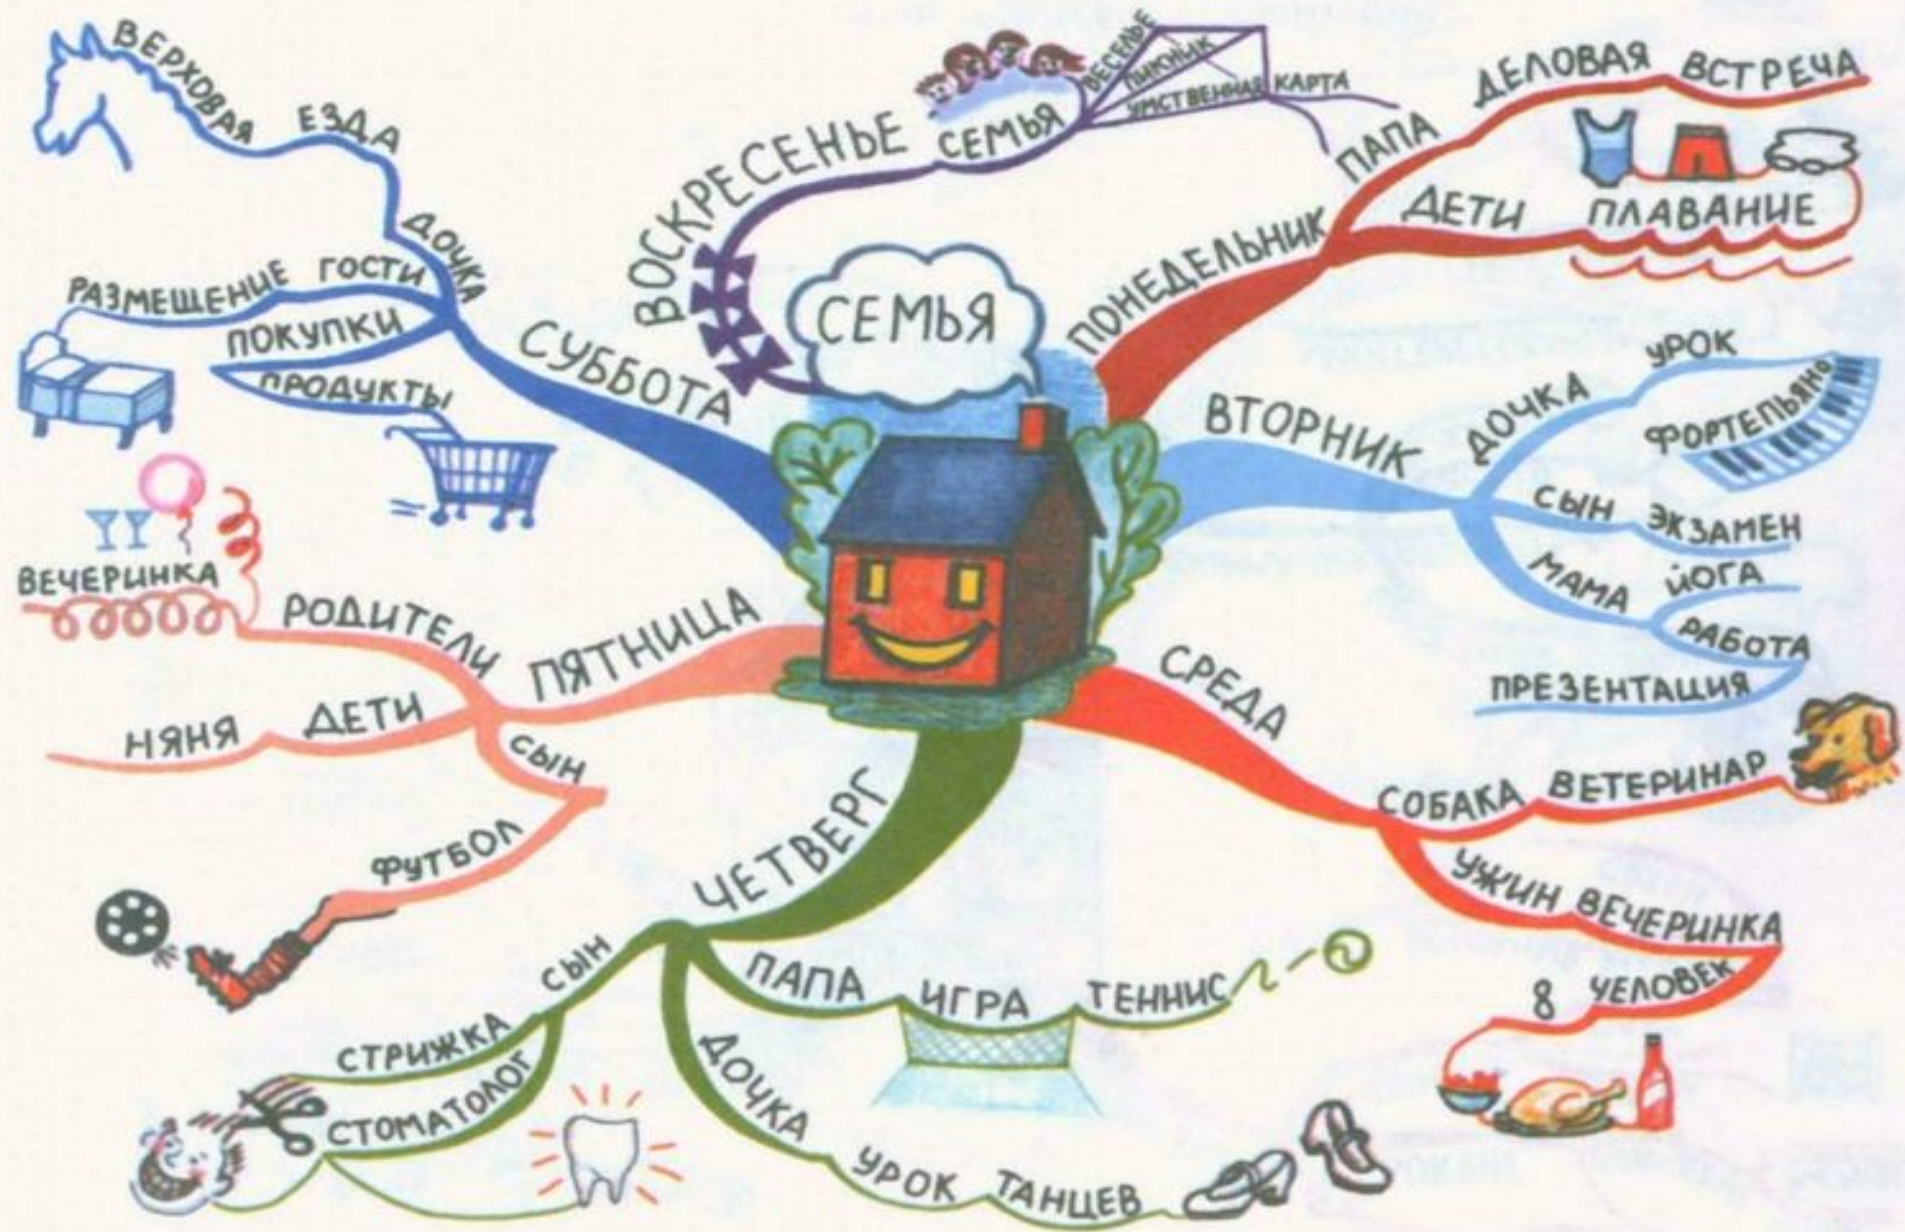 СЕМЬЯ
ПОНЕДЕЛЬНИК
ПАПА
ДЕЛОВАЯ ВСТРЕЧА
ДЕТИ
ПЛАВАНИЕ
ВТОРНИК
ДОЧКА
УРОК
ФОРТЕПЬЯНО
СЫН
ЭКЗАМЕН
МАМА
ЙОГА
РАБОТА
ПРЕЗЕНТАЦИЯ
СРЕДА
СОБАКА
ВЕТЕРИНАР
УЖИН
ВЕЧЕРИНКА
8 ЧЕЛОВЕК
ЧЕТВЕРГ
ПАПА
ИГРА
ТЕННИС
ДОЧКА
УРОК
ТАНЦЕВ
СЫН
СТРИЖКА
СТОМАТОЛОГ
ПЯТНИЦА
РОДИТЕЛИ
ВЕЧЕРИНКА
ДЕТИ
НЯНЯ
СЫН
ФУТБОЛ
СУББОТА
ДОЧКА
ВЕРХОВАЯ ЕЗДА
ГОСТИ
РАЗМЕЩЕНИЕ
ПОКУПКИ
ПРОДУКТЫ
ВОСКРЕСЕНЬЕ
СЕМЬЯ
ВЕСЕЛЬЕ
ПИКНИК
УМСТВЕННАЯ КАРТА